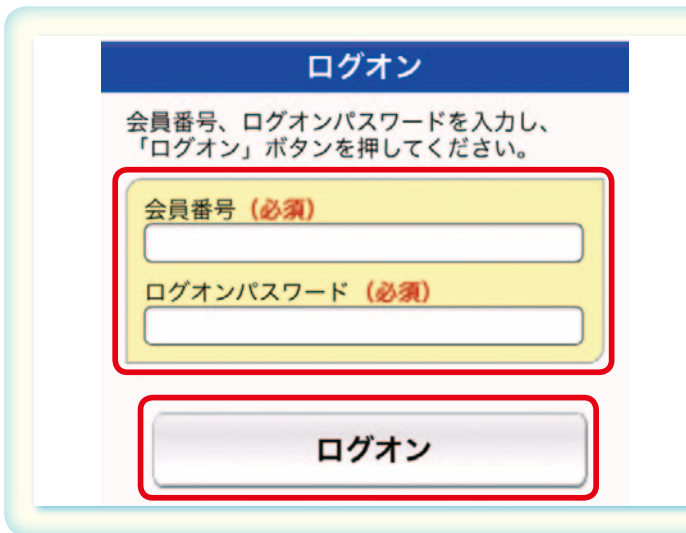 ログオン
会員番号、ログオンパスワードを入力し、
「ログオン」ボタンを押してください。
会員番号（必須）
ログオンパスワード（必須）
ログオン